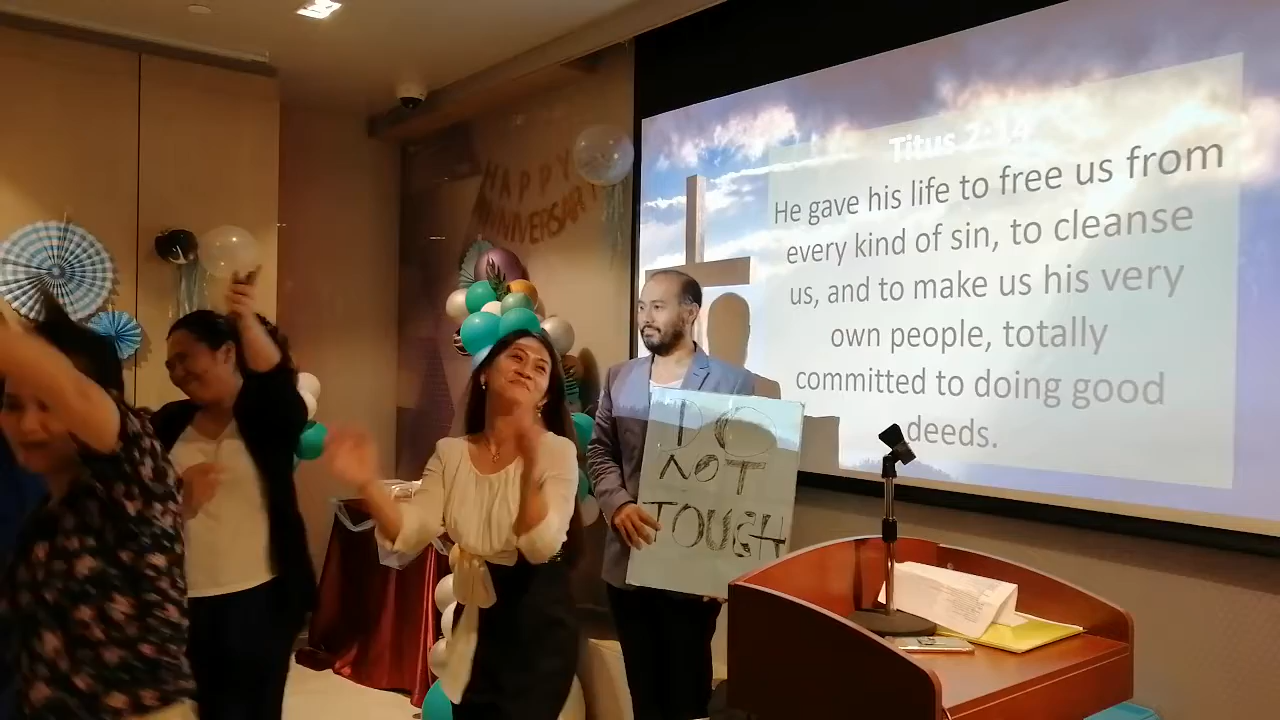 HAPPY
ANNIVERSARY
Titus 2:14
He gave his life to free us from
every kind of sin, to cleanse
us, and to make us his very
own people, totally
committed to doing good
deeds.
DO
NOT
TOUCH